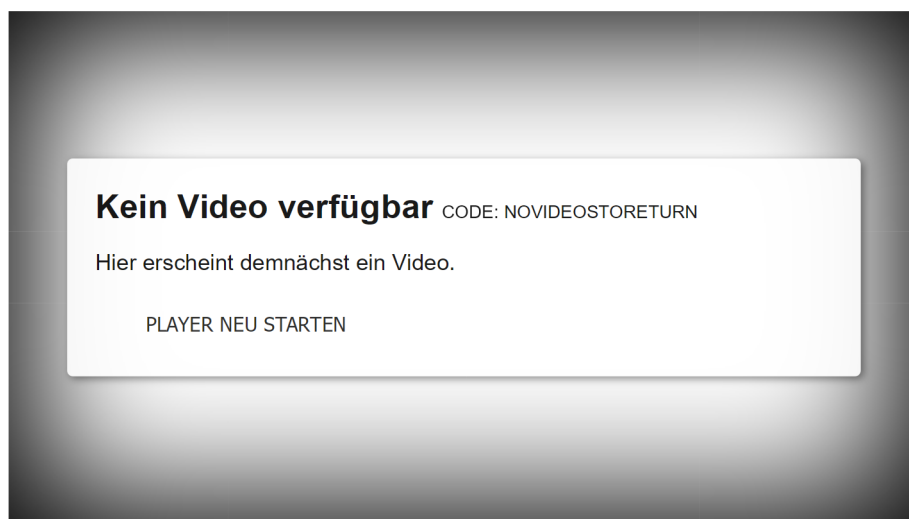 Kein Video verfügbar CODE: NOVIDEOSTORETURN
Hier erscheint demnächst ein Video.
PLAYER NEU STARTEN